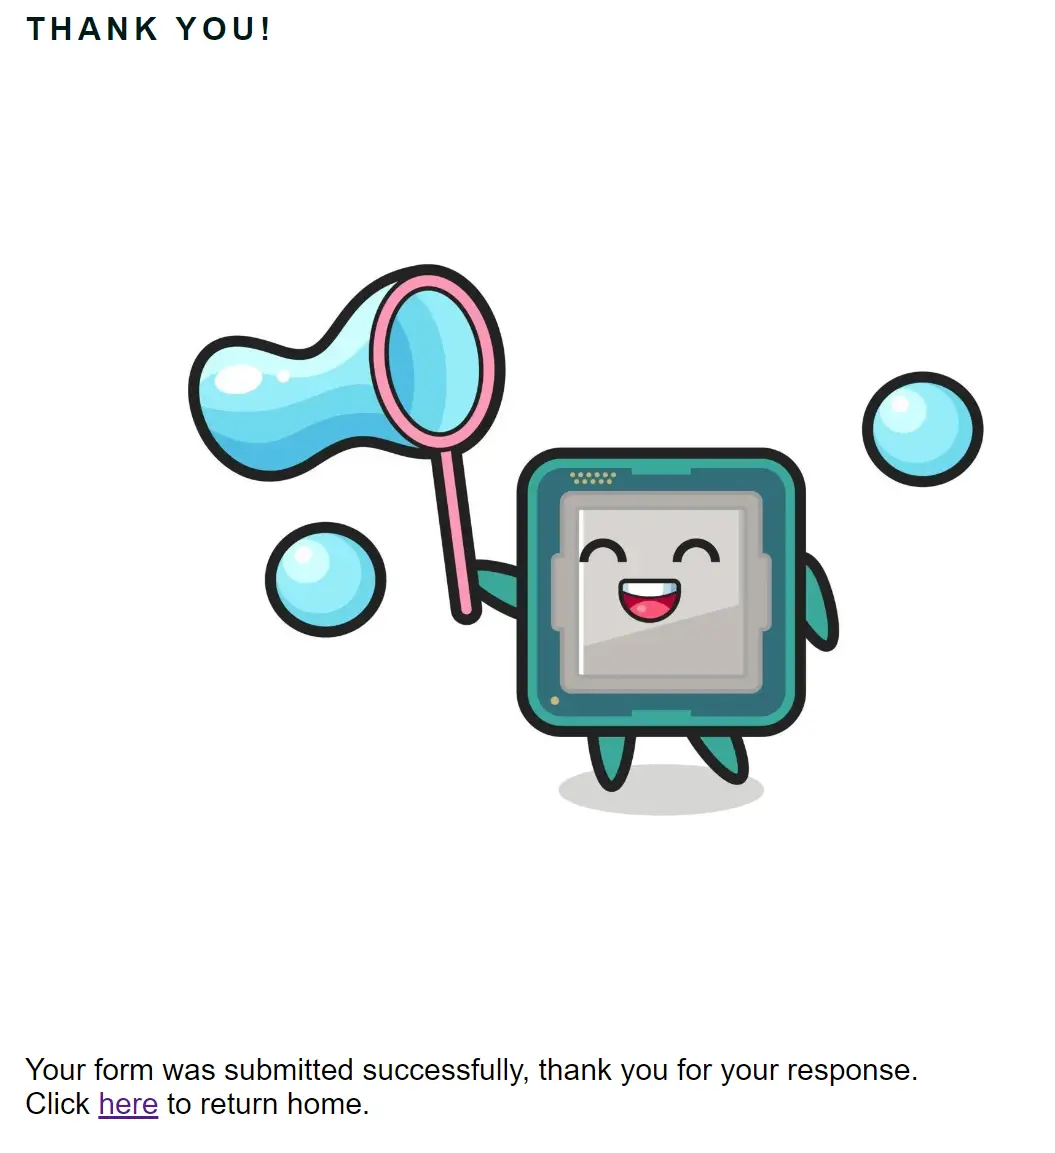 THANK YOU!
Your form was submitted successfully, thank you for your response.
Click here to return home.